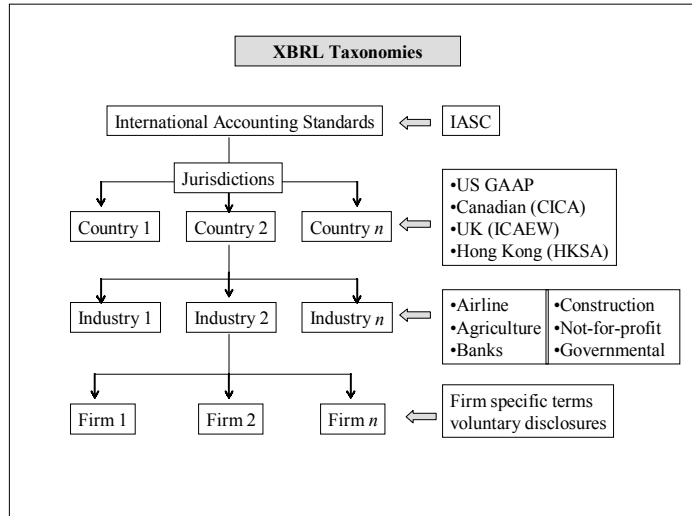 XBRL Taxonomies
International Accounting Standards
IASC
Jurisdictions
Country 1
Country 2
Country n
•US GAAP
•Canadian (CICA)
•UK (ICAEW)
•Hong Kong (HKSA)
Industry 1
Industry 2
Industry n
•Airline
•Agriculture
•Banks
•Construction
•Not-for-profit
•Governmental
Firm 1
Firm 2
Firm n
Firm specific terms
voluntary disclosures